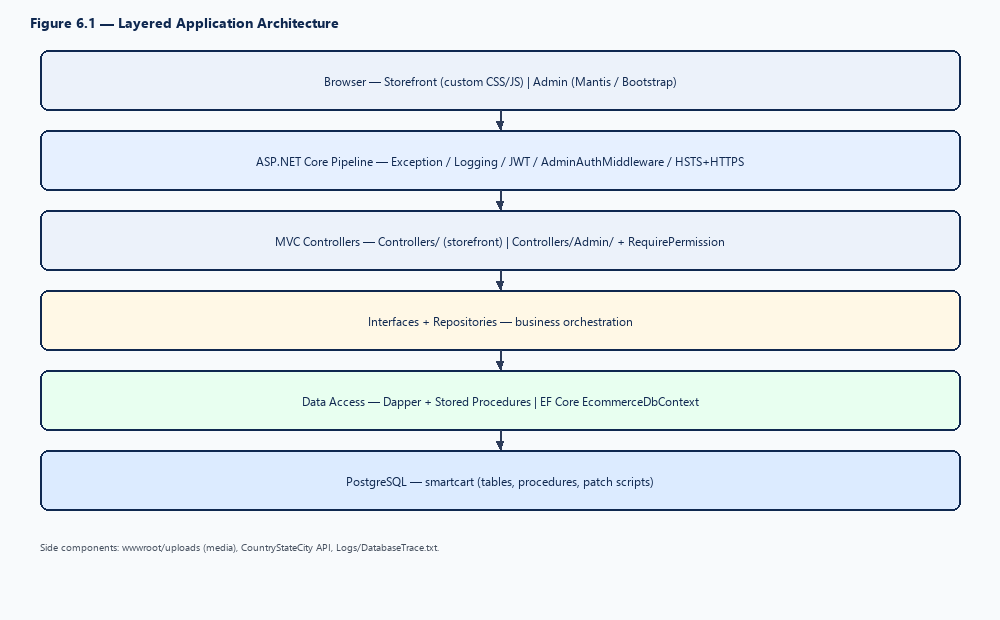 Figure 6.1 — Layered Application Architecture
Browser — Storefront (custom CSS/JS) | Admin (Mantis / Bootstrap)
ASP.NET Core Pipeline — Exception / Logging / JWT / AdminAuthMiddleware / HSTS+HTTPS
MVC Controllers — Controllers/ (storefront) | Controllers/Admin/ + RequirePermission
Interfaces + Repositories — business orchestration
Data Access — Dapper + Stored Procedures | EF Core EcommerceDbContext
PostgreSQL — smartcart (tables, procedures, patch scripts)
Side components: wwwroot/uploads (media), CountryStateCity API, Logs/DatabaseTrace.txt.